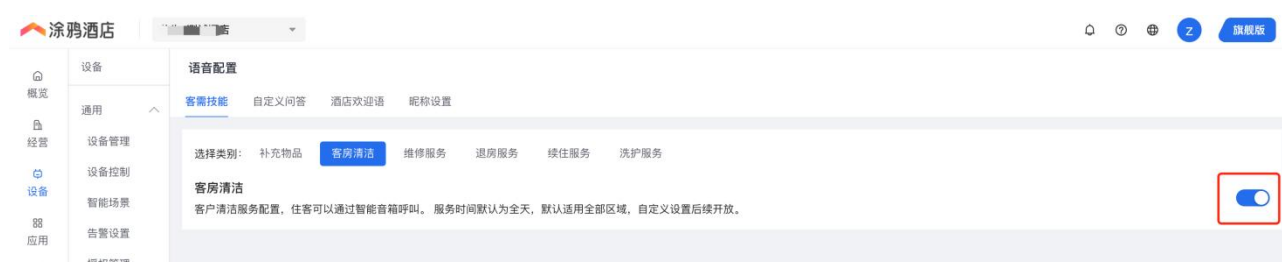 涂鸦酒店
店
Z
旗舰版
概览
经营
设备
应用
设备
通用
设备管理
设备控制
智能场景
告警设置
语音配置
客需技能 自定义问答 酒店欢迎语 昵称设置
选择类别： 补充物品 客房清洁 维修服务 退房服务 续住服务 洗护服务
客房清洁
客户清洁服务配置，住客可以通过智能音箱呼叫。 服务时间默认为全天，默认适用全部区域，自定义设置后续开放。